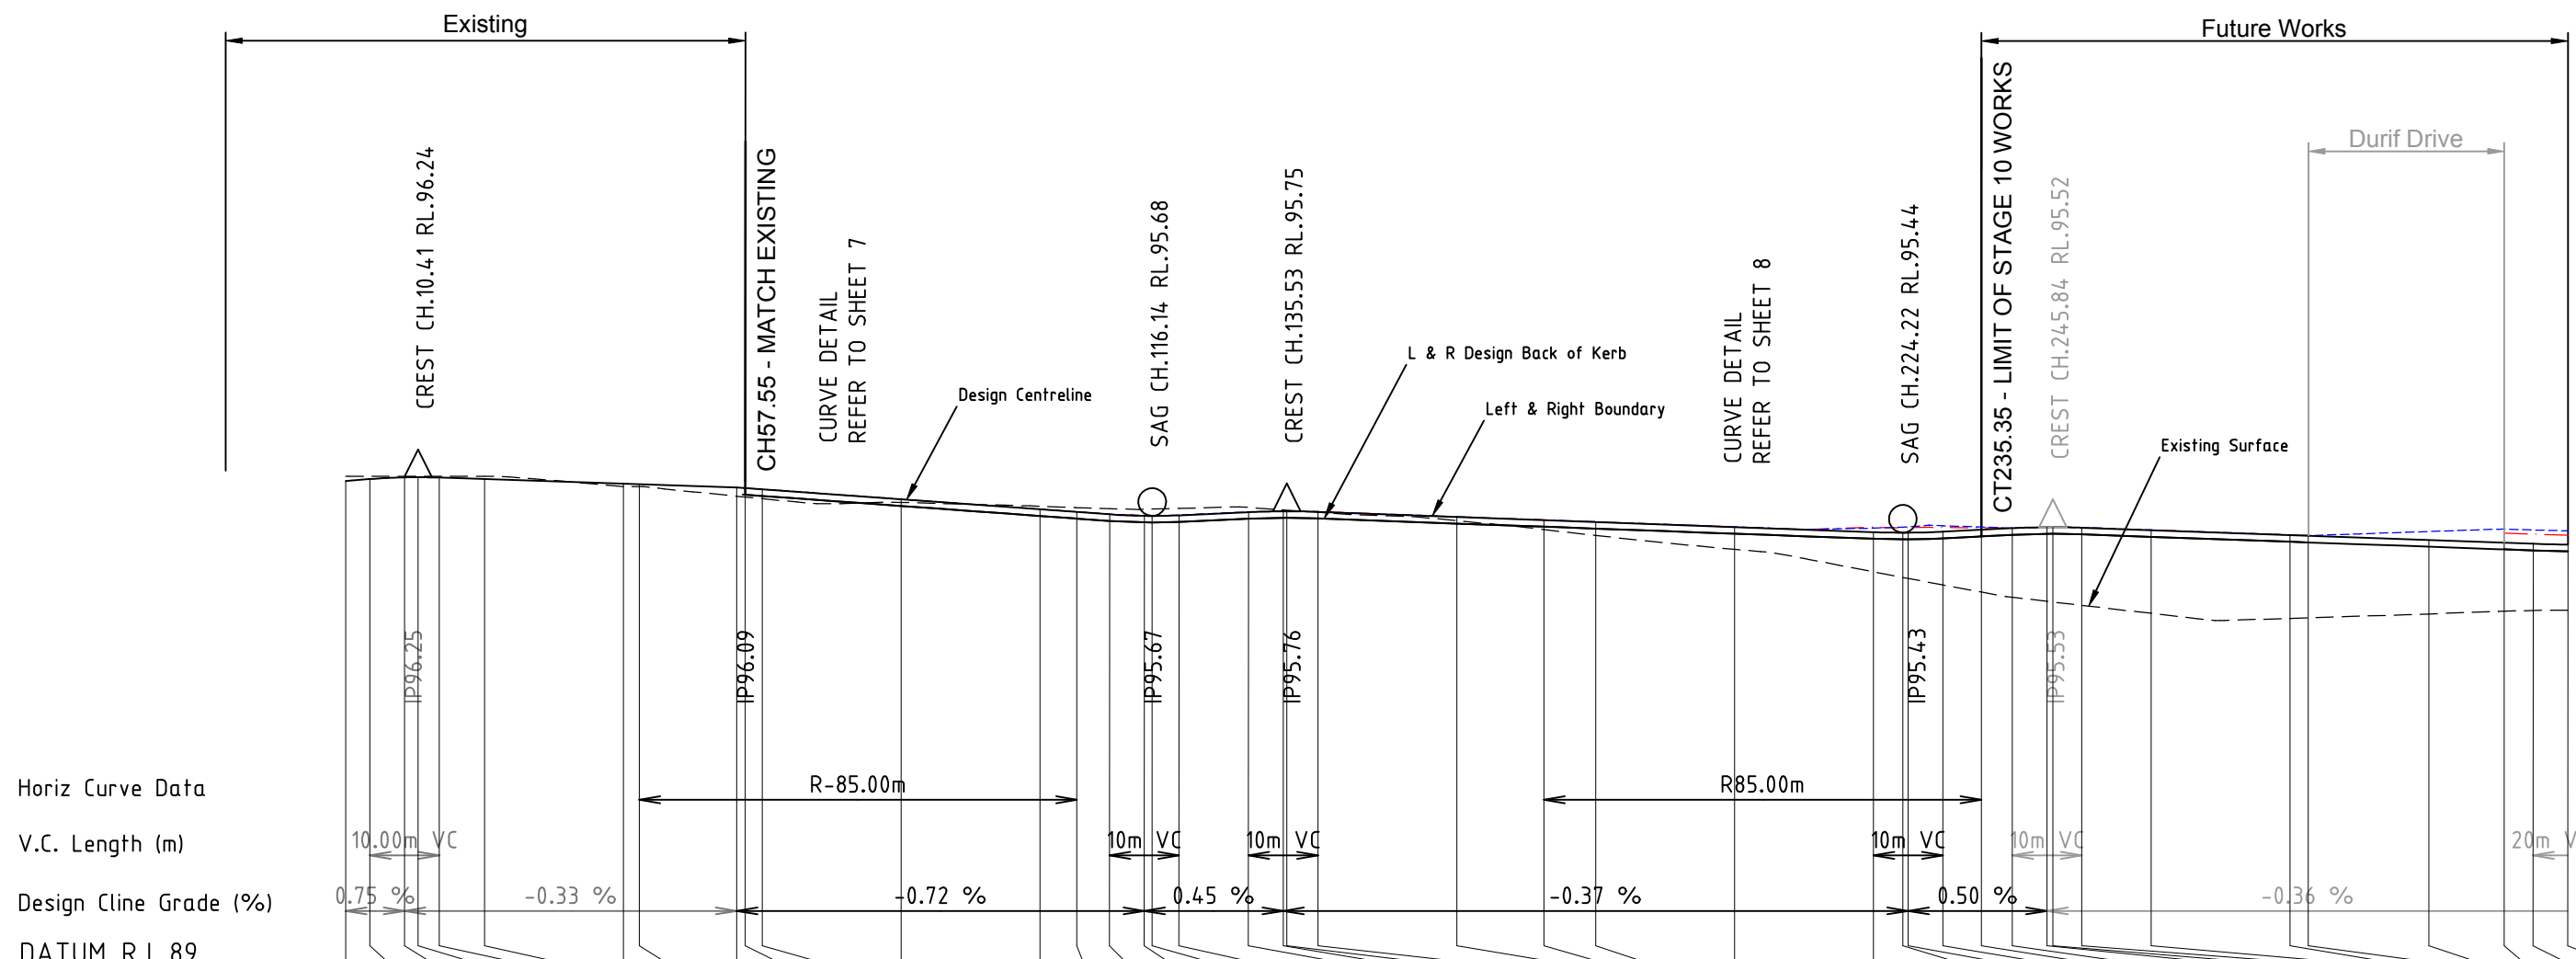 Existing
Future Works
Durif Drive
CREST CH.10.41 RL.96.24
CH57.55 - MATCH EXISTING
CURVE DETAIL
REFER TO SHEET 7
SAG CH.116.14 RL.95.68
CREST CH.135.53 RL.95.75
CURVE DETAIL
REFER TO SHEET 8
SAG CH.224.22 RL.95.44
CT235.35 - LIMIT OF STAGE 10 WORKS
CREST CH.245.84 RL.95.52
L & R Design Back of Kerb
Design Centreline
Left & Right Boundary
Existing Surface
IP96.25
IP96.09
IP95.67
IP95.76
IP95.43
IP95.53
Horiz Curve Data
R-85.00m
R85.00m
V.C. Length (m)
10.00m VC
10m VC
10m VC
10m VC
10m VC
20m V
Design Cline Grade (%)
0.75 %
-0.33 %
-0.72 %
0.45 %
-0.37 %
0.50 %
-0.36 %
DATUM R.L.89